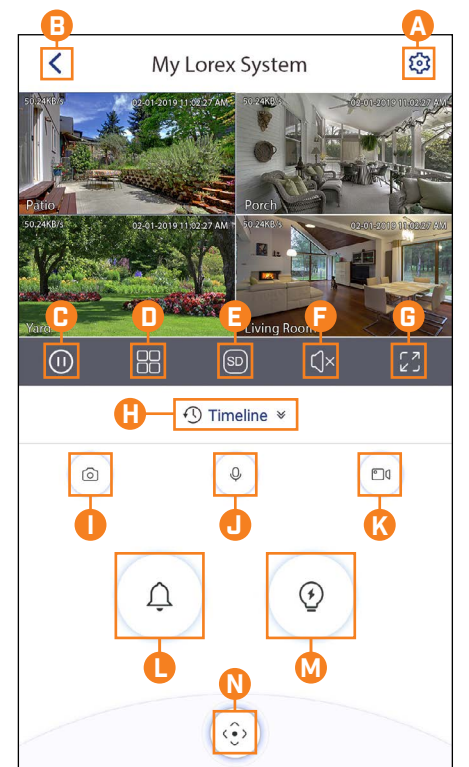 B
A
My Lorex System
50.24KB/s 02-01-2019 11:02:27 AM
50.24KB/s 02-01-2019 11:02:27 AM
Patio
Porch
50.24KB/s 02-01-2019 11:02:27 AM
50.24KB/s 02-01-2019 11:02:27 AM
Yard
Living Room
C
D
E
F
G
SD
H
Timeline
I
J
K
L
M
N